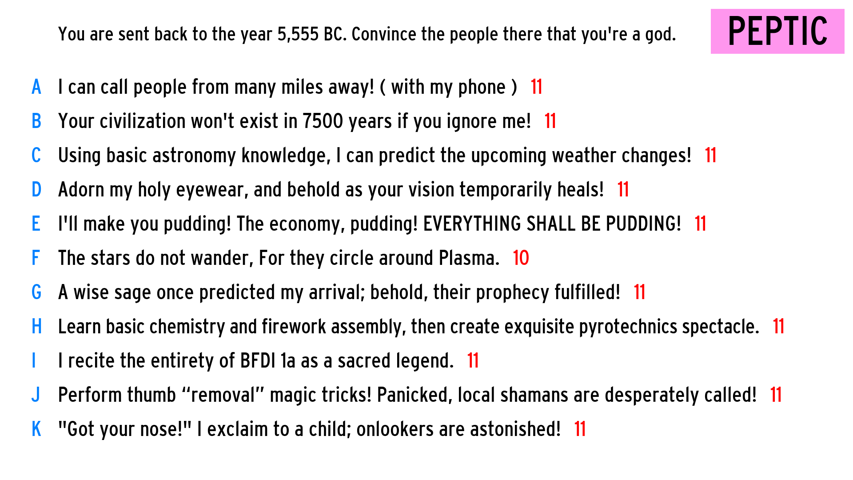 You are sent back to the year 5,555 BC. Convince the people there that you're a god.
PEPTIC
A I can call people from many miles away! ( with my phone ) 11
B Your civilization won't exist in 7500 years if you ignore me! 11
C Using basic astronomy knowledge, I can predict the upcoming weather changes! 11
D Adorn my holy eyewear, and behold as your vision temporarily heals! 11
E I'll make you pudding! The economy, pudding! EVERYTHING SHALL BE PUDDING! 11
F The stars do not wander, For they circle around Plasma. 10
G A wise sage once predicted my arrival; behold, their prophecy fulfilled! 11
H Learn basic chemistry and firework assembly, then create exquisite pyrotechnics spectacle. 11
I I recite the entirety of BFDI 1a as a sacred legend. 11
J Perform thumb “removal” magic tricks! Panicked, local shamans are desperately called! 11
K "Got your nose!" I exclaim to a child; onlookers are astonished! 11